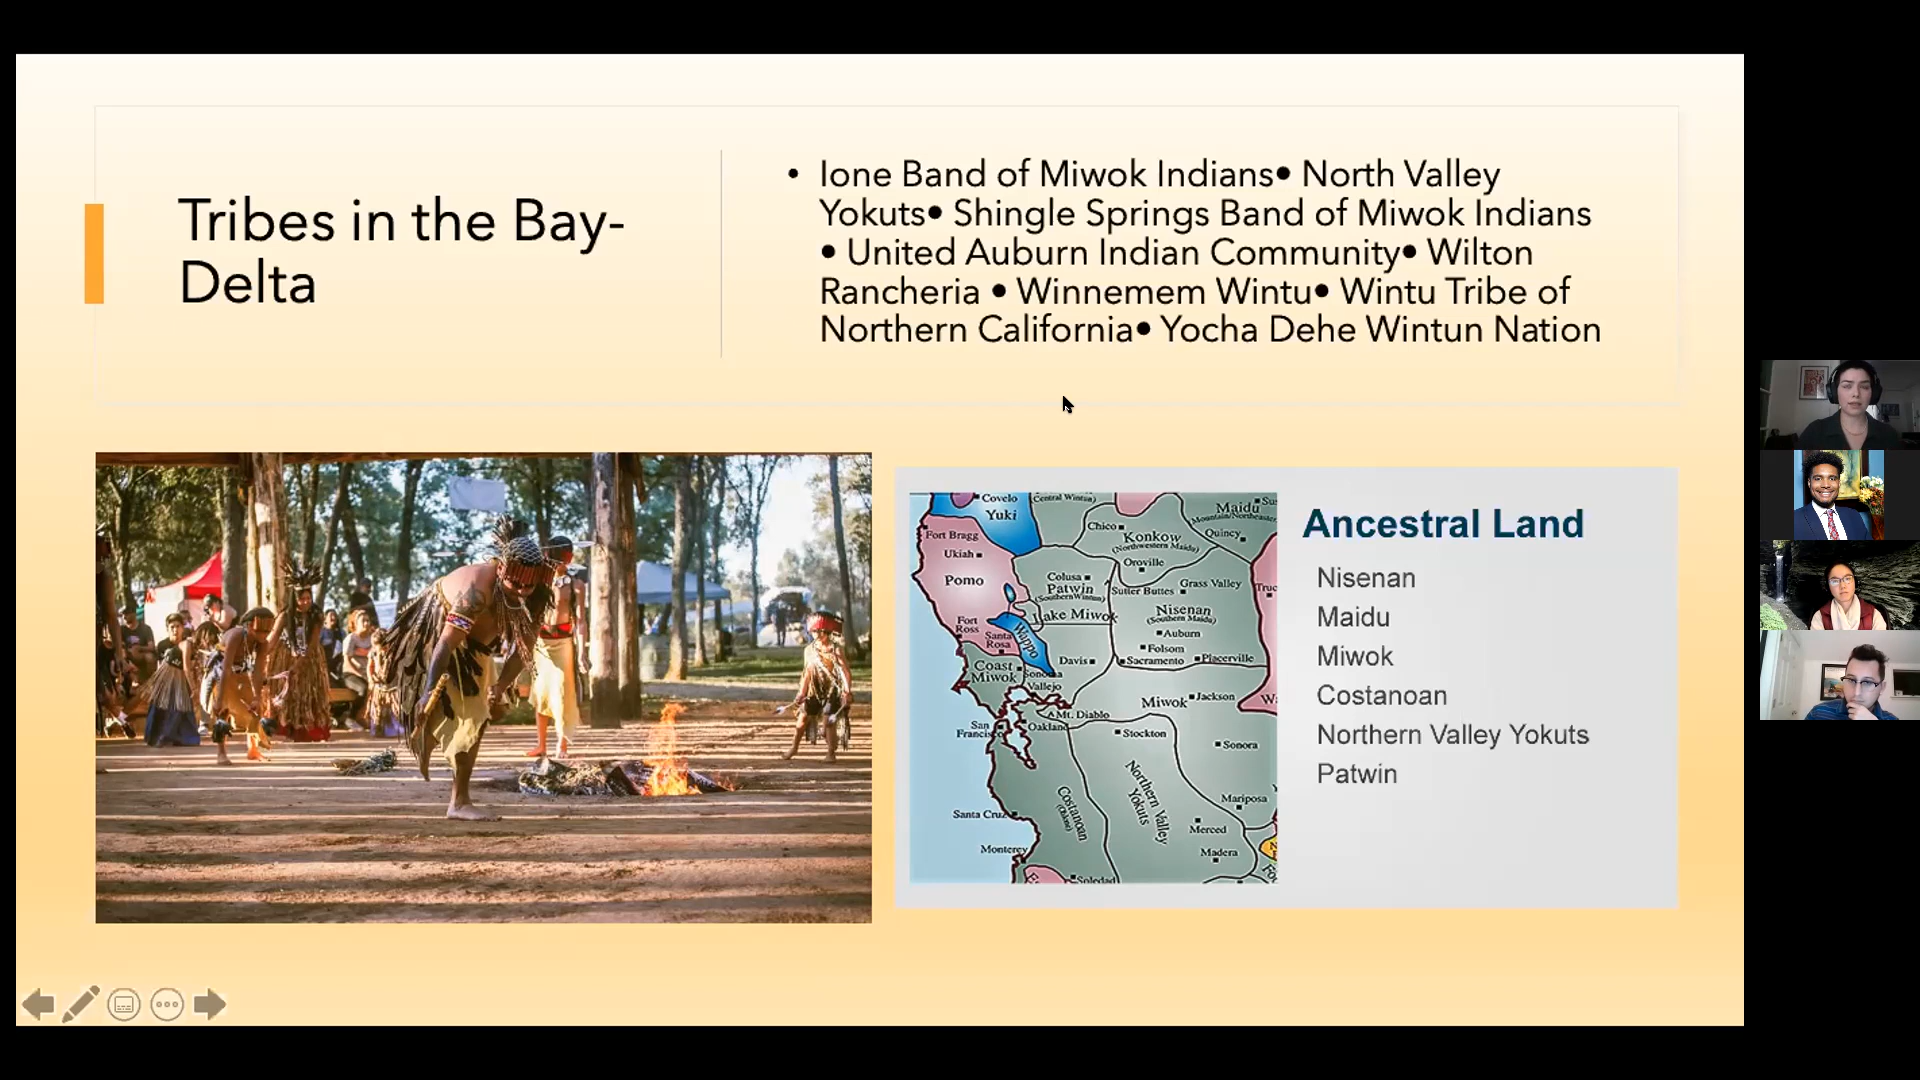 Tribes in the Bay-
Delta
• Ione Band of Miwok Indians● North Valley
Yokuts● Shingle Springs Band of Miwok Indians
● United Auburn Indian Community● Wilton
Rancheria ● Winnemem Wintu● Wintu Tribe of
Northern California● Yocha Dehe Wintun Nation
Covelo
(Central Wintun)
Yuki
Maidu
Chico
Fort Bragg
Konkow
(Northwestern Maidu)
Quincy
Ukiah
Oroville
Pomo
Colusa
Patwin
(Southern Wintun)
Grass Valley
Sutter Buttes
Nisenan
(Southern Maidu)
Lake Miwok
Fort
Ross
Santa
Rosa
Wappo
Auburn
Folsom
Davis
Sacramento
Placerville
Coast
Miwok
Sonoma
Vallejo
Miwok
Jackson
Mt. Diablo
San
Francisco
Oakland
Stockton
Sonora
Northern Valley
Yokuts
Costanoan
Mariposa
Santa Cruz
Merced
Monterey
Madera
Soledad
Ancestral Land
Nisenan
Maidu
Miwok
Costanoan
Northern Valley Yokuts
Patwin